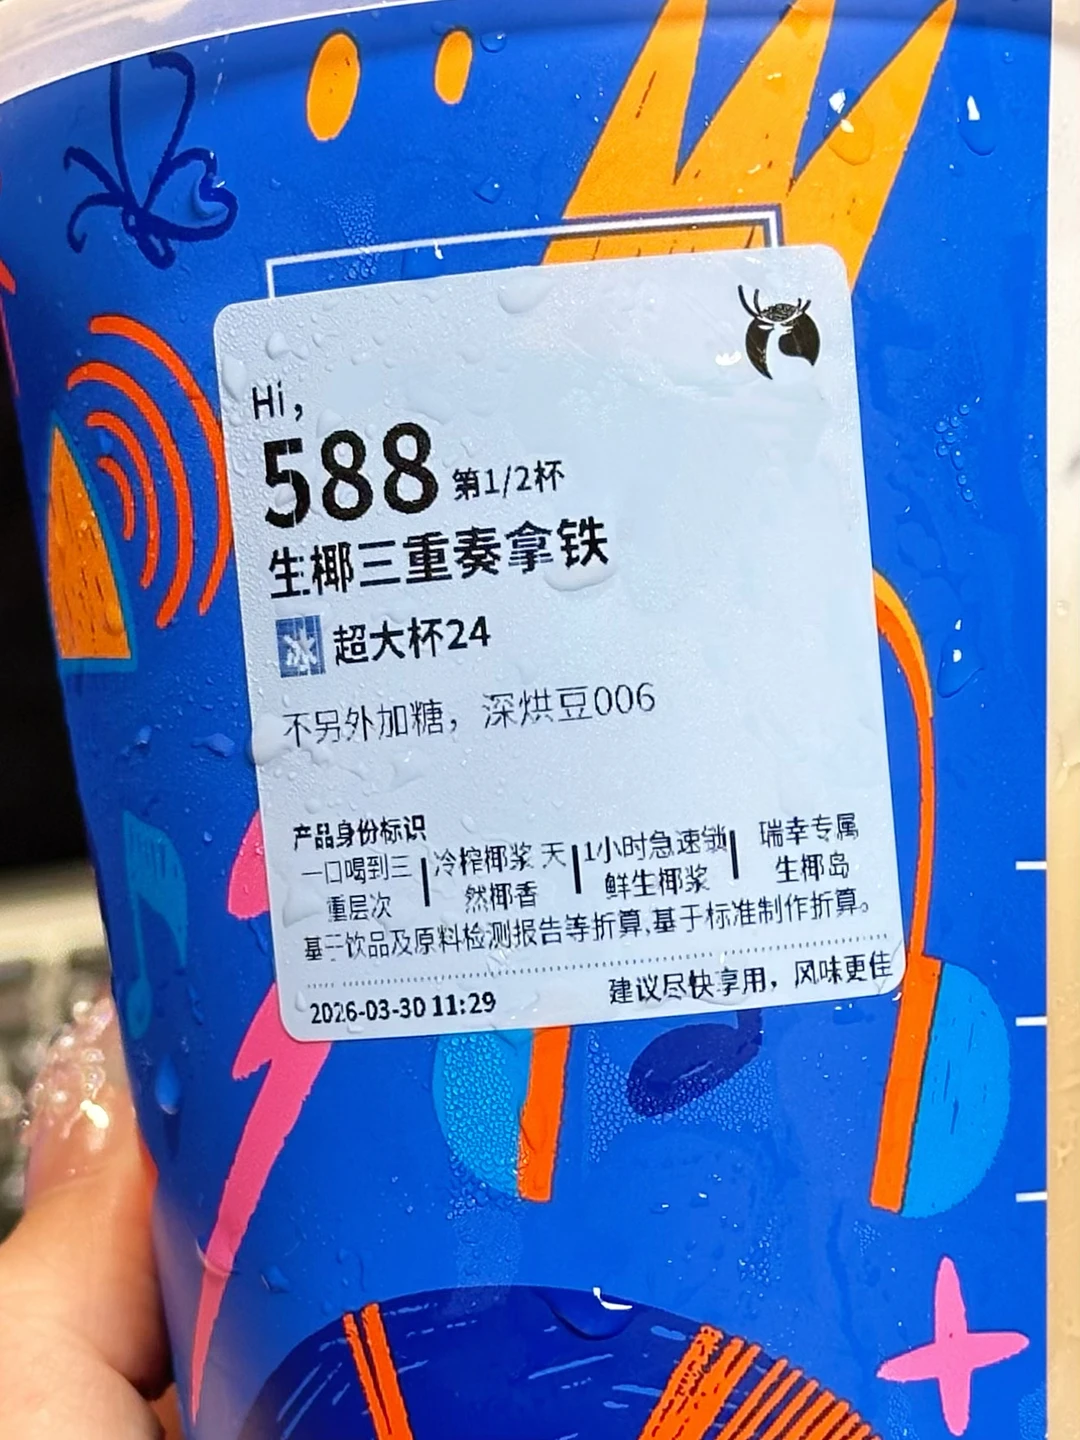 Hi,
588 第1/2杯
生椰三重奏拿铁
冰 超大杯24
不另外加糖，深烘豆006
产品身份标识
一口喝到三重层次 | 冷榨椰浆 天然椰香 | 1小时急速锁鲜生椰浆 | 瑞幸专属生椰岛
基于饮品及原料检测报告等折算,基于标准制作折算。
2026-03-30 11:29 建议尽快享用，风味更佳